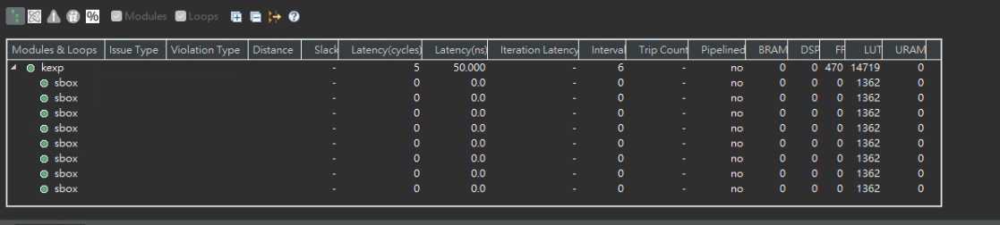 % Modules Loops
Modules & Loops Issue Type Violation Type Distance Slack Latency(cycles) Latency(ns) Iteration Latency Interval Trip Count Pipelined BRAM DSP FF LUT URAM
kexp - 5 50.000 - 6 - no 0 0 470 14719 0
sbox - 0 0.0 - 0 - no 0 0 0 1362 0
sbox - 0 0.0 - 0 - no 0 0 0 1362 0
sbox - 0 0.0 - 0 - no 0 0 0 1362 0
sbox - 0 0.0 - 0 - no 0 0 0 1362 0
sbox - 0 0.0 - 0 - no 0 0 0 1362 0
sbox - 0 0.0 - 0 - no 0 0 0 1362 0
sbox - 0 0.0 - 0 - no 0 0 0 1362 0
sbox - 0 0.0 - 0 - no 0 0 0 1362 0